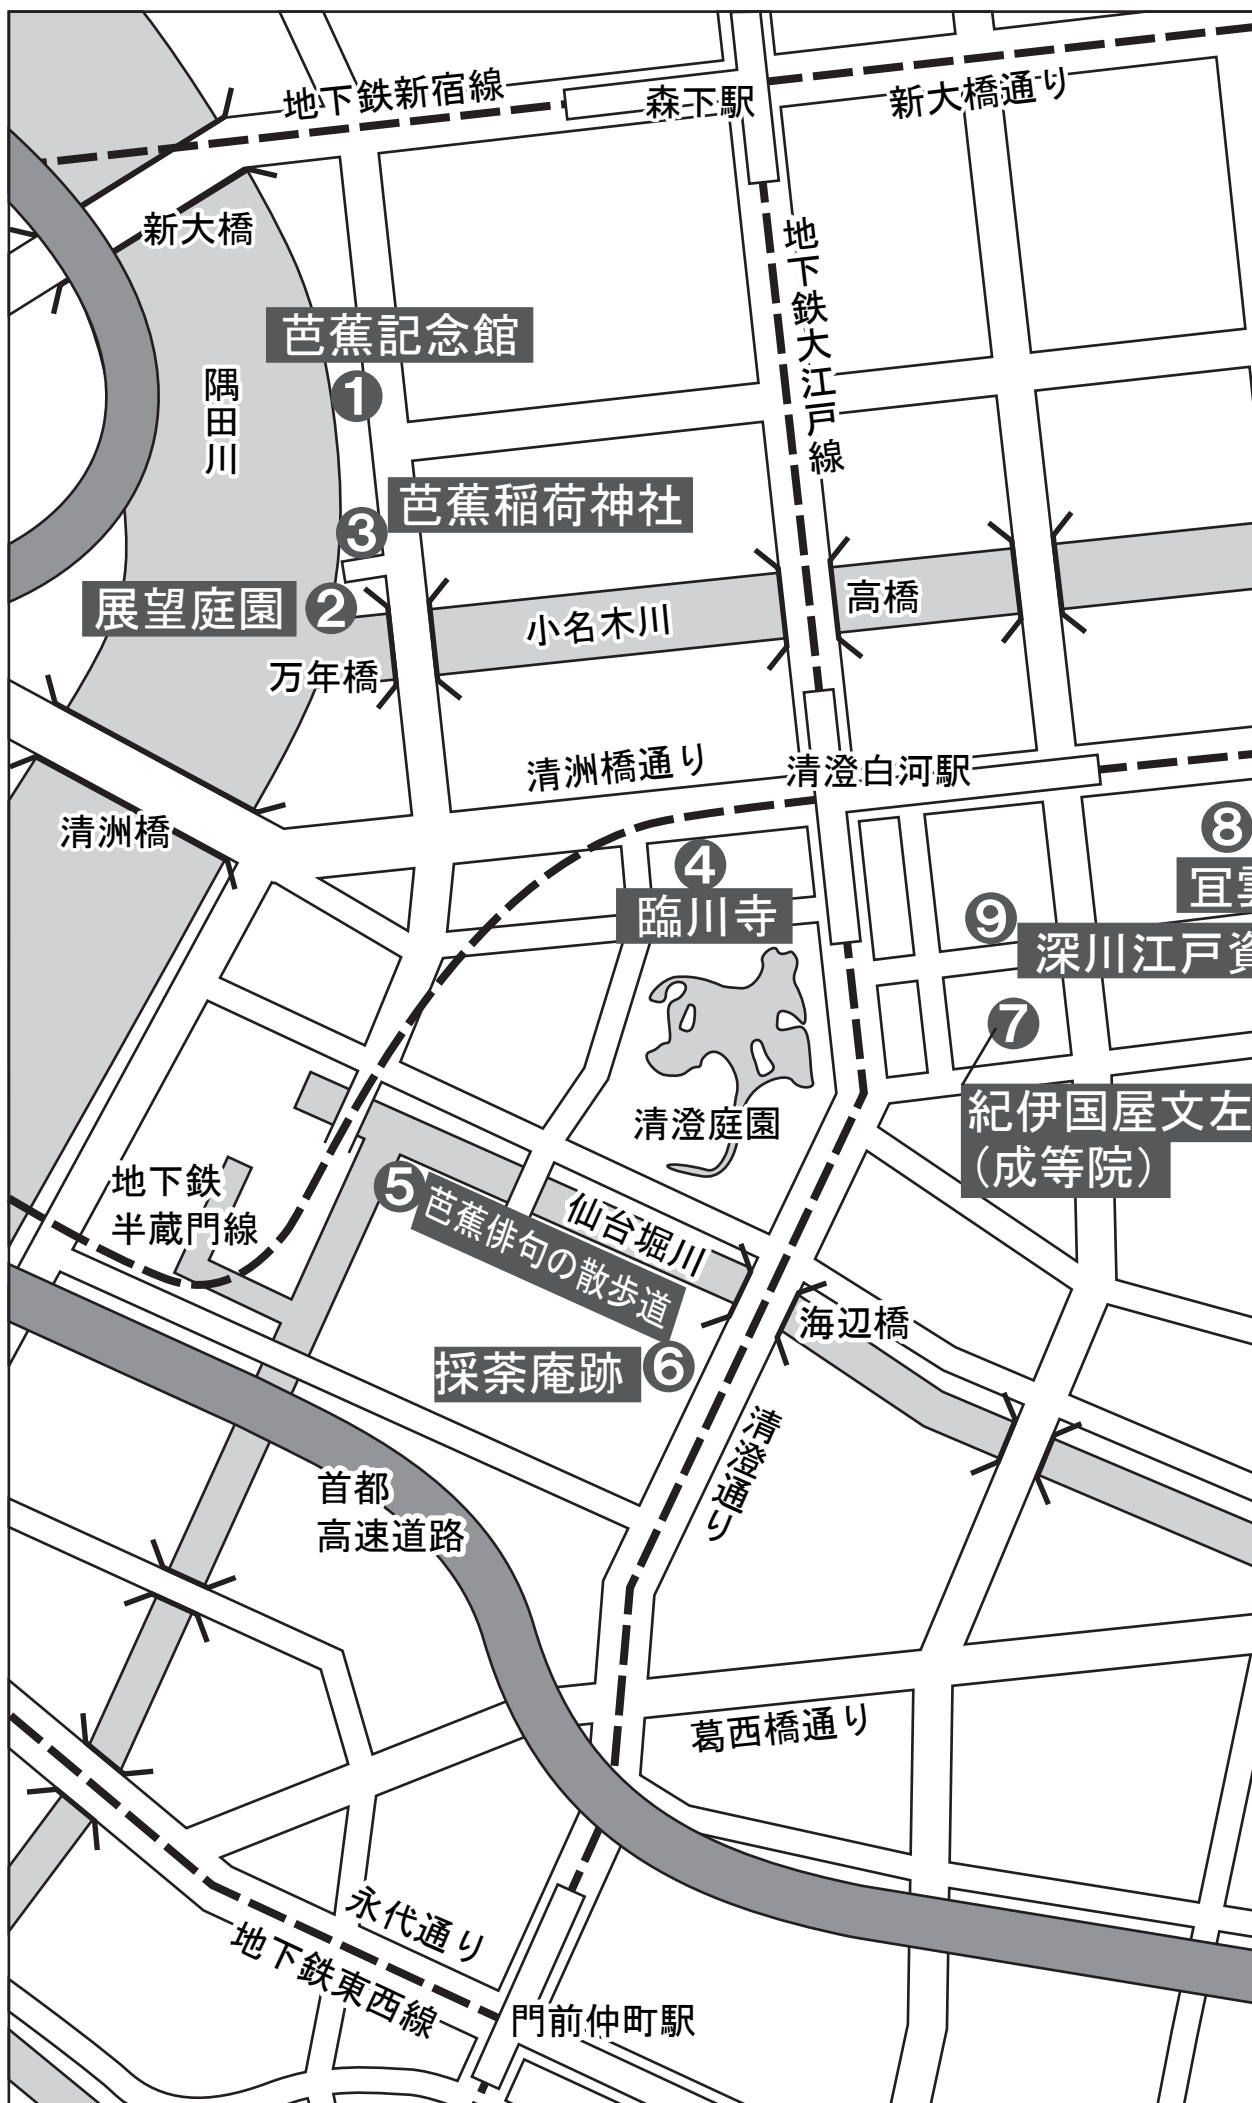 地下鉄新宿線
森下駅
新大橋通り
新大橋
地下鉄大江戸線
芭蕉記念館
1
隅田川
芭蕉稲荷神社
3
展望庭園
2
高橋
小名木川
万年橋
清洲橋通り
清澄白河駅
清洲橋
8
宜雲
4
臨川寺
9
深川江戸資
7
紀伊国屋文左
（成等院）
清澄庭園
地下鉄
半蔵門線
5
芭蕉俳句の散歩道
仙台堀川
海辺橋
採荼庵跡
6
清澄通り
首都
高速道路
葛西橋通り
永代通り
地下鉄東西線
門前仲町駅